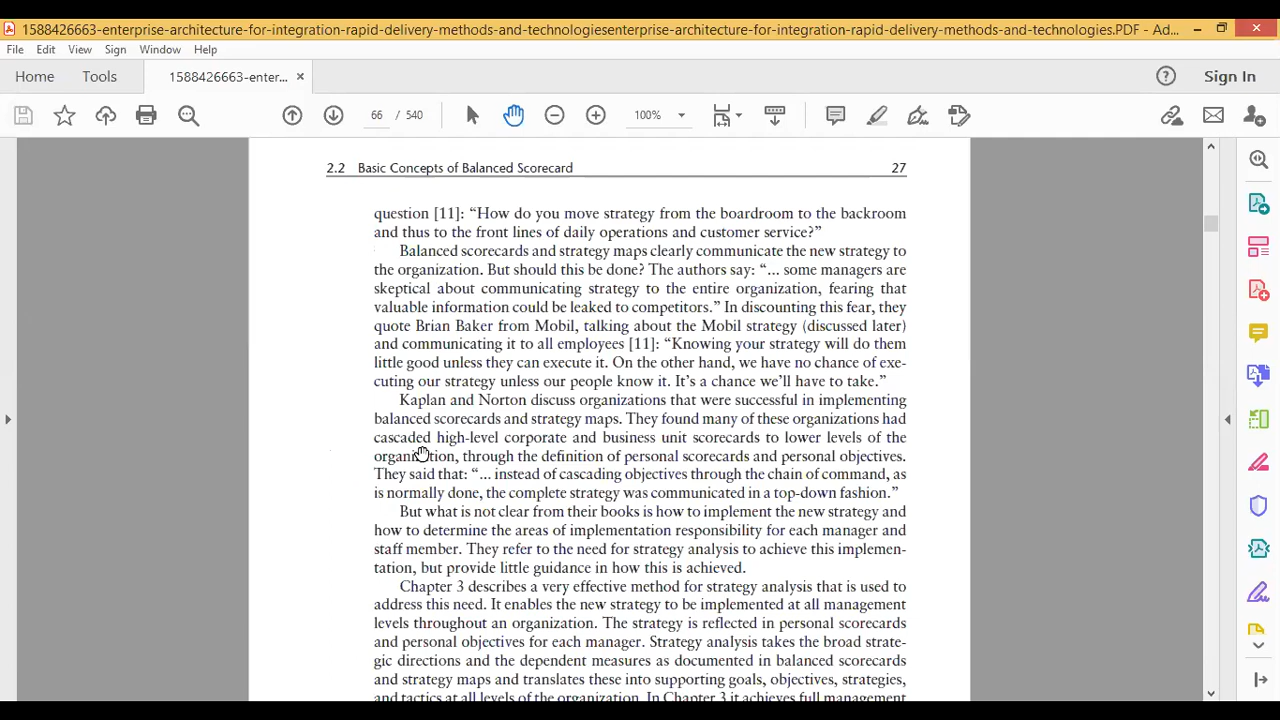 1588426663-enterprise-architecture-for-integration-rapid-delivery-methods-and-technologiesenterprise-architecture-for-integration-rapid-delivery-methods-and-technologies.PDF - Ad...
File Edit View Sign Window Help
Home Tools 1588426663-enter... × Sign In
66 / 540 100%
2.2 Basic Concepts of Balanced Scorecard 27
question [11]: “How do you move strategy from the boardroom to the backroom
and thus to the front lines of daily operations and customer service?”
Balanced scorecards and strategy maps clearly communicate the new strategy to
the organization. But should this be done? The authors say: “... some managers are
skeptical about communicating strategy to the entire organization, fearing that
valuable information could be leaked to competitors.” In discounting this fear, they
quote Brian Baker from Mobil, talking about the Mobil strategy (discussed later)
and communicating it to all employees [11]: “Knowing your strategy will do them
little good unless they can execute it. On the other hand, we have no chance of exe-
cuting our strategy unless our people know it. It’s a chance we’ll have to take.”
Kaplan and Norton discuss organizations that were successful in implementing
balanced scorecards and strategy maps. They found many of these organizations had
cascaded high-level corporate and business unit scorecards to lower levels of the
organization, through the definition of personal scorecards and personal objectives.
They said that: “... instead of cascading objectives through the chain of command, as
is normally done, the complete strategy was communicated in a top-down fashion.”
But what is not clear from their books is how to implement the new strategy and
how to determine the areas of implementation responsibility for each manager and
staff member. They refer to the need for strategy analysis to achieve this implemen-
tation, but provide little guidance in how this is achieved.
Chapter 3 describes a very effective method for strategy analysis that is used to
address this need. It enables the new strategy to be implemented at all management
levels throughout an organization. The strategy is reflected in personal scorecards
and personal objectives for each manager. Strategy analysis takes the broad strate-
gic directions and the dependent measures as documented in balanced scorecards
and strategy maps and translates these into supporting goals, objectives, strategies,
and tactics at all levels of the organization. In Chapter 3 it achieves full management